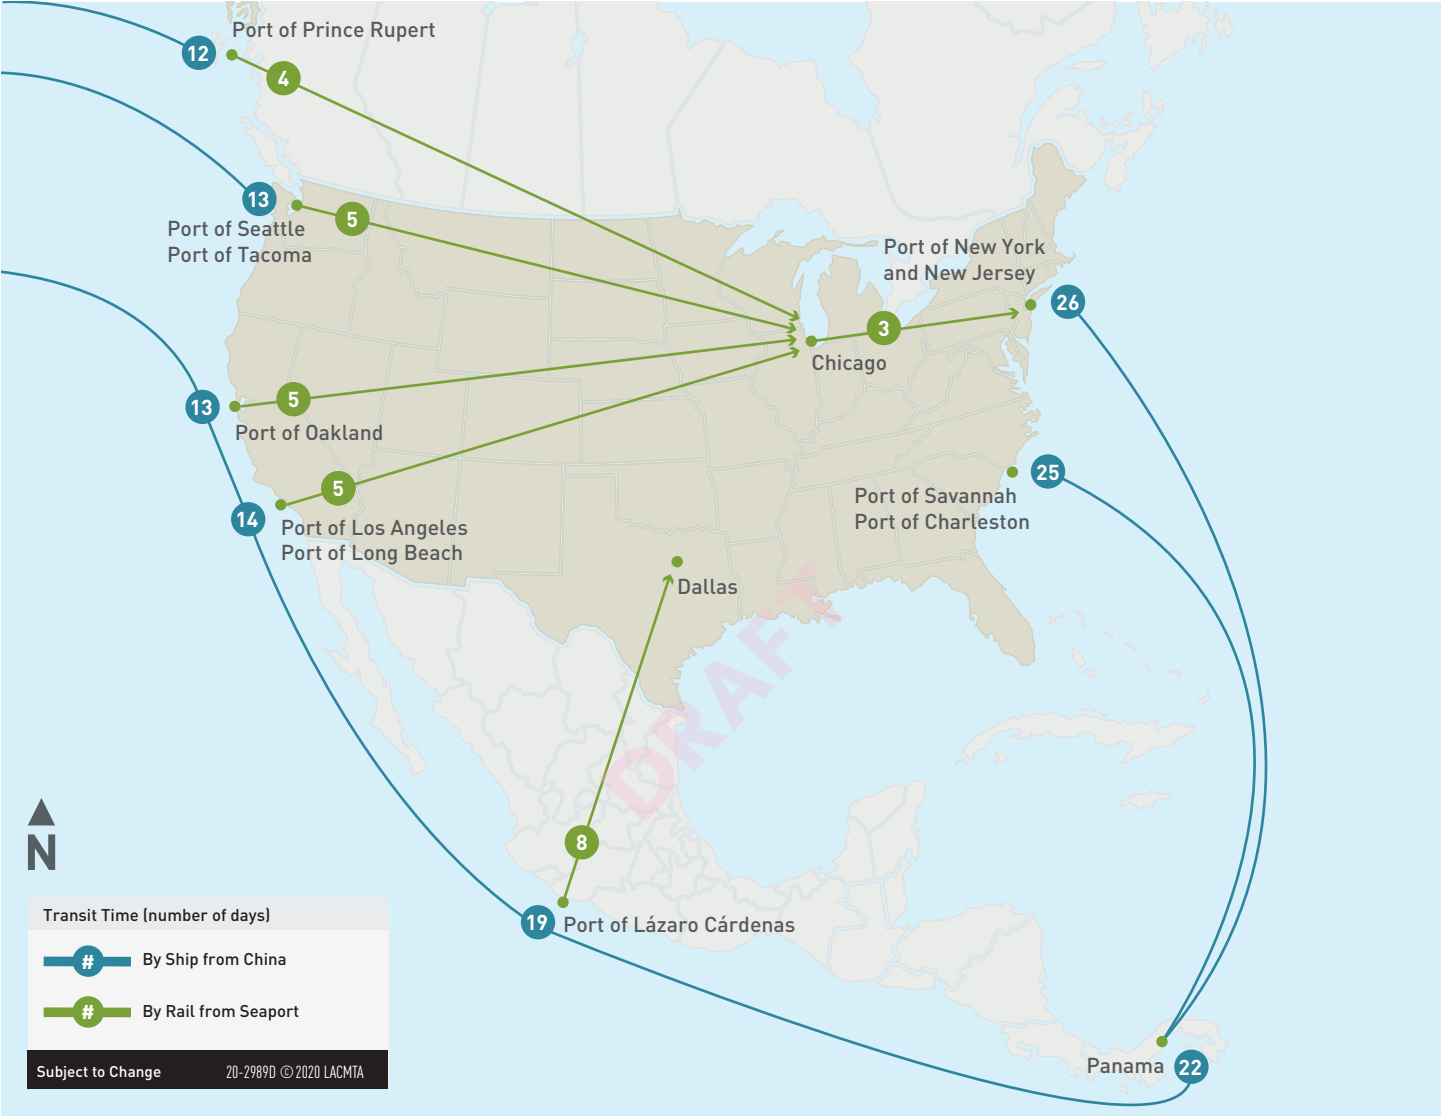 Port of Prince Rupert
12
4
13
5
Port of Seattle
Port of Tacoma
Port of New York
and New Jersey
26
3
Chicago
13
5
Port of Oakland
25
5
14
Port of Los Angeles
Port of Long Beach
Port of Savannah
Port of Charleston
Dallas
DRAFT
8
N
19
Port of Lázaro Cárdenas
Panama
22
Transit Time (number of days)
# By Ship from China
# By Rail from Seaport
Subject to Change 20-2989D ©2020 LACMTA